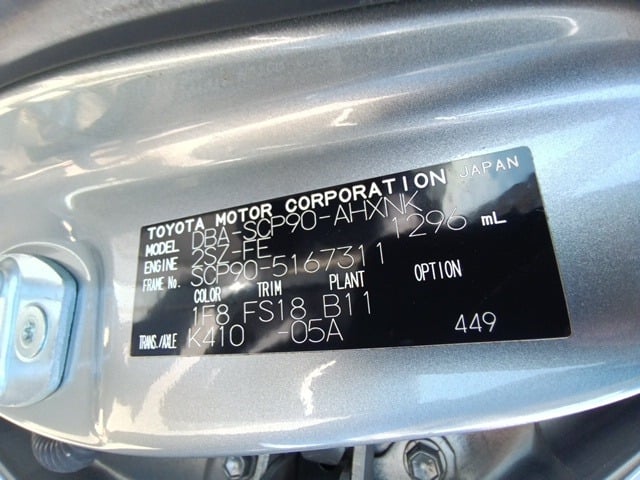 TOYOTA MOTOR CORPORATION JAPAN
MODEL DBA-SCP90-AHXNK
ENGINE 2SZ-FE 1296 mL
FRAME No. SCP90-5167311
COLOR TRIM PLANT OPTION
1F8 FS18 B11
TRANS./AXLE K410 -05A 449